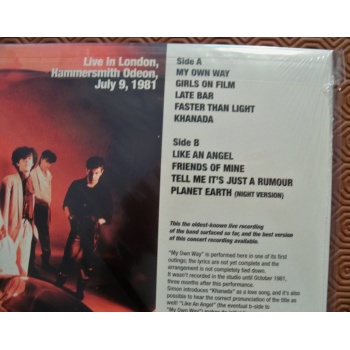 Live in London,
Hammersmith Odeon,
July 9, 1981
Side A
MY OWN WAY
GIRLS ON FILM
LATE BAR
FASTER THAN LIGHT
KHANADA
Side B
LIKE AN ANGEL
FRIENDS OF MINE
TELL ME IT'S JUST A RUMOUR
PLANET EARTH (NIGHT VERSION)
This the oldest-known live recording
of the band surfaced so far, and the best version
of this concert recording available.
"My Own Way" is performed here in one of its first
outings; the lyrics are not yet complete and the
arrangement is not completely tied down.
It wasn't recorded in the studio until October 1981,
three months after this performance.
Simon introduces "Khanada" as a love song, and it's also
possible to hear the correct pronunciation of the title as
well! "Like An Angel" (the eventual b-side to
"My Own Way")